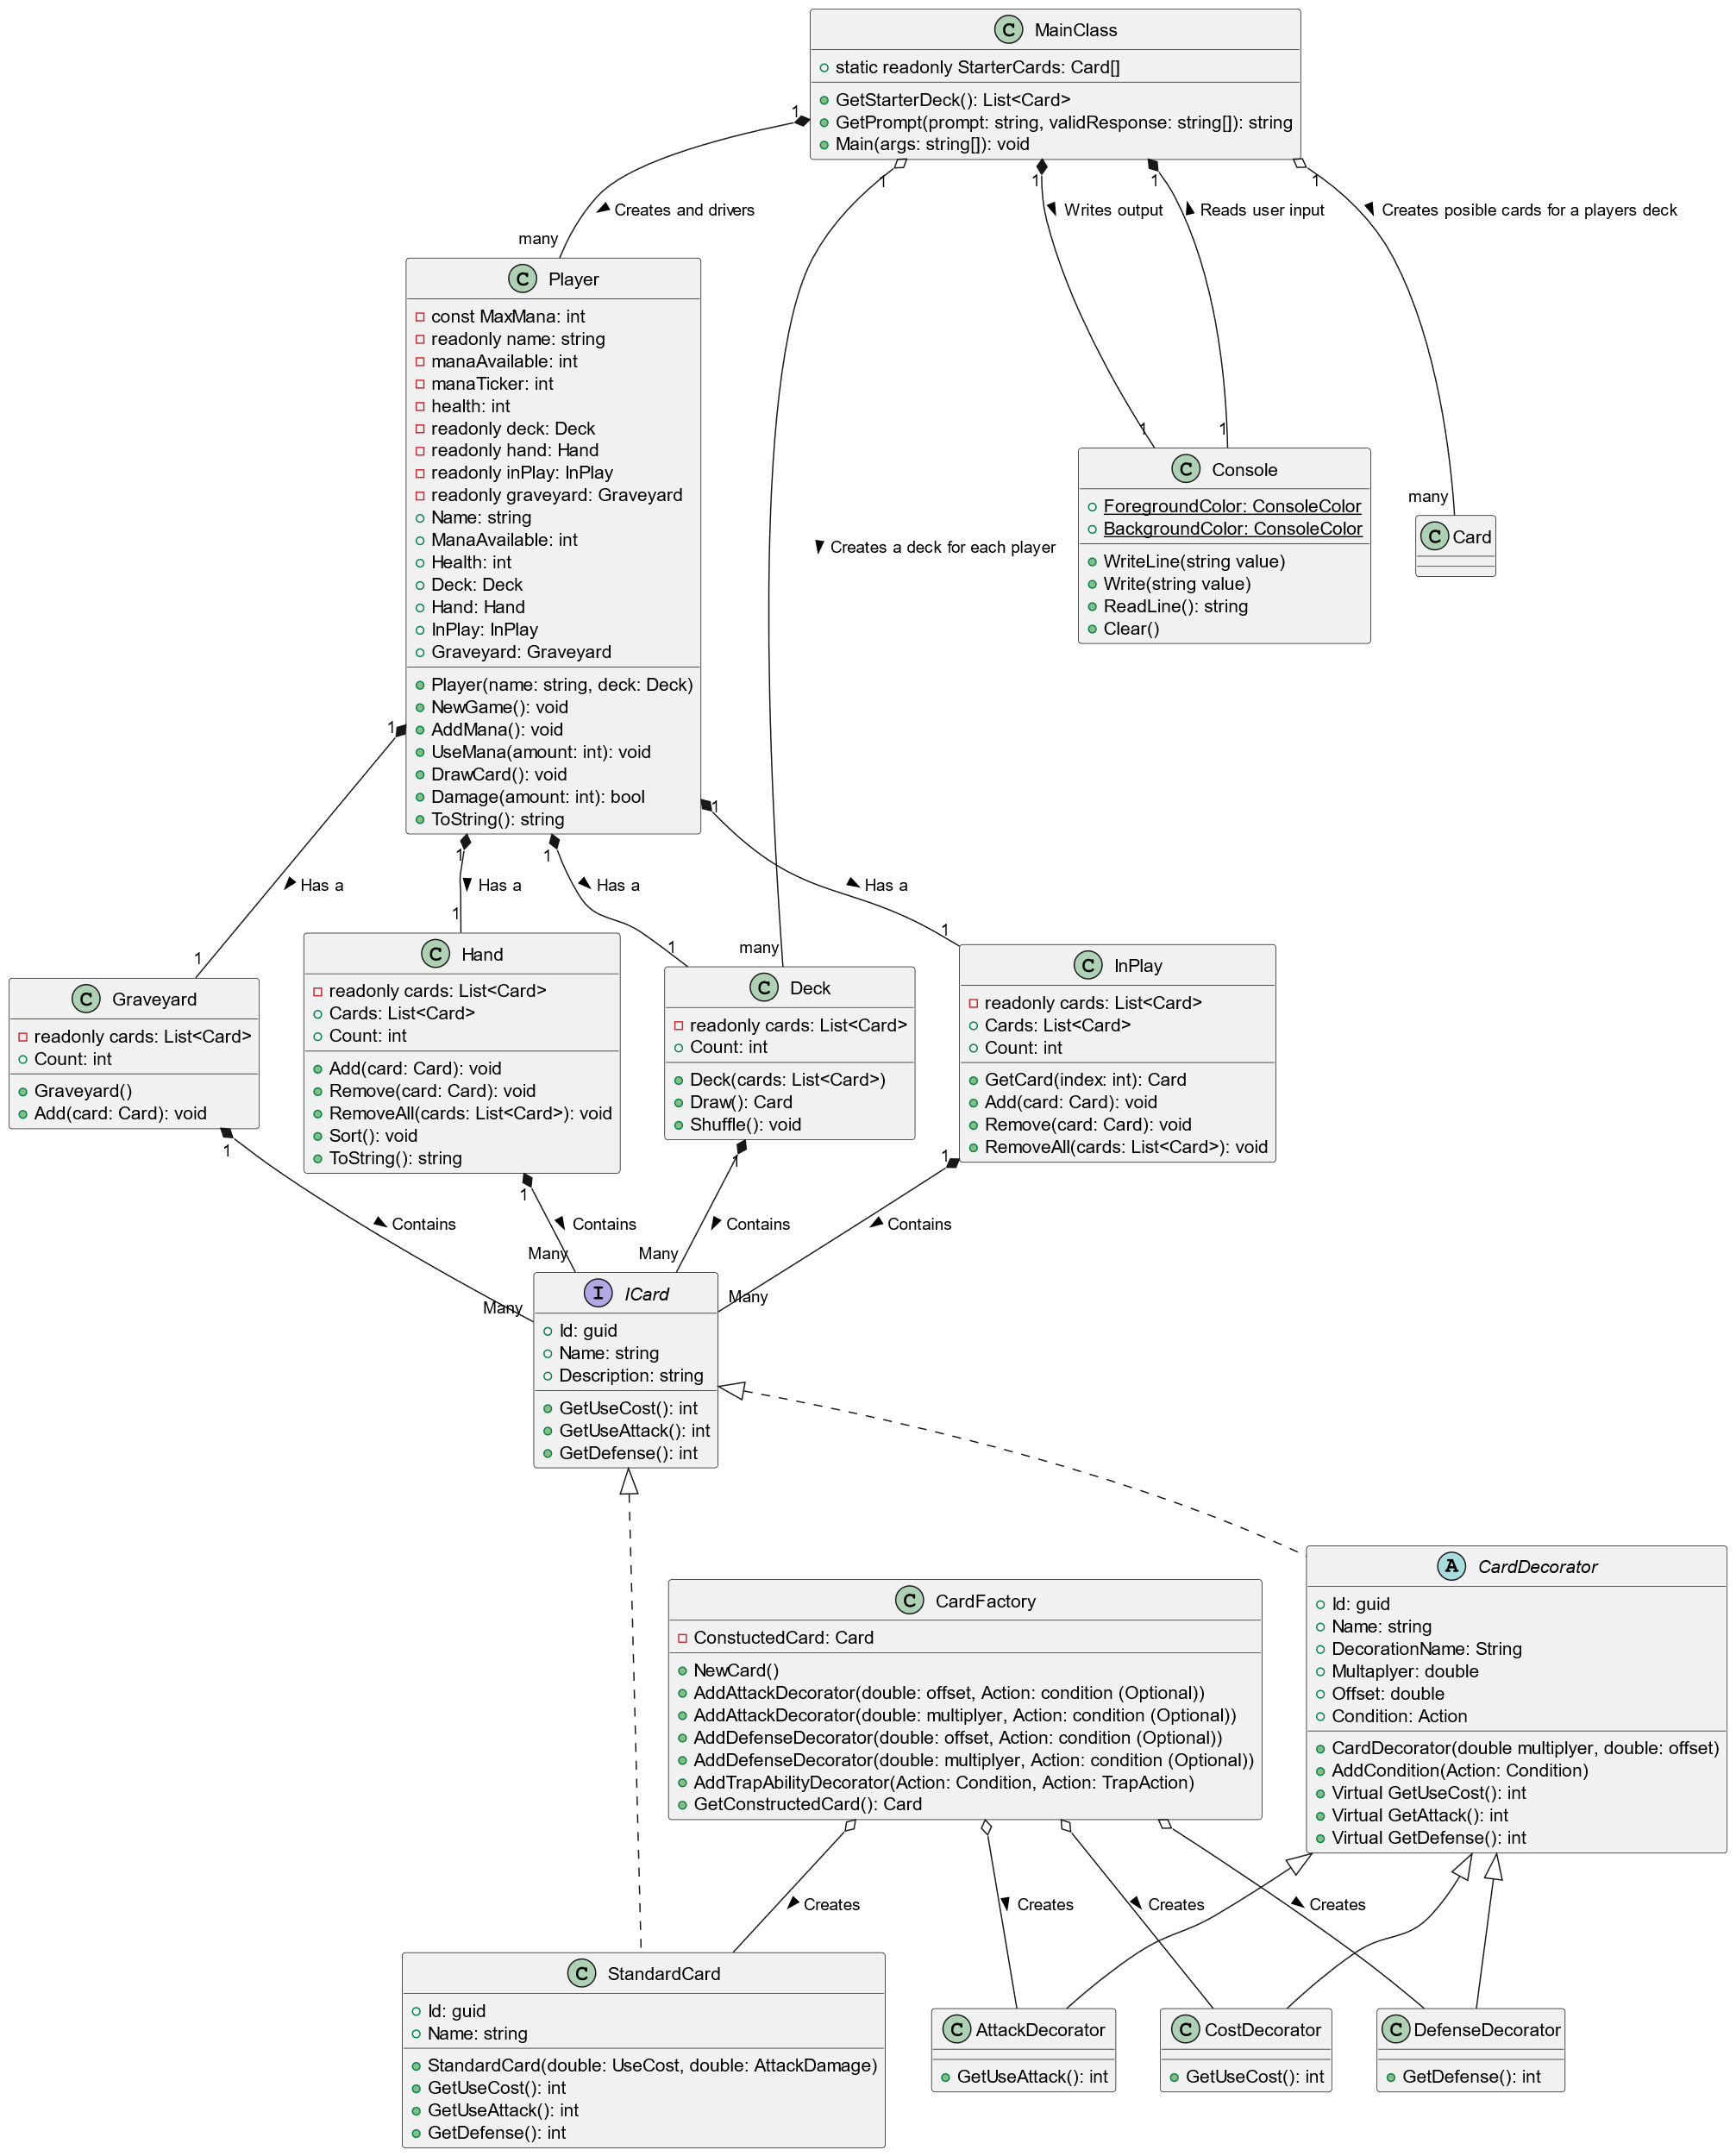 C MainClass
static readonly StarterCards: Card[]
GetStarterDeck(): List<Card>
GetPrompt(prompt: string, validResponse: string[]): string
Main(args: string[]): void
1
1
1
1
1
Creates and drivers
Writes output
Reads user input
Creates posible cards for a players deck
many
C Player
const MaxMana: int
readonly name: string
manaAvailable: int
manaTicker: int
health: int
readonly deck: Deck
readonly hand: Hand
readonly inPlay: InPlay
readonly graveyard: Graveyard
Name: string
ManaAvailable: int
Health: int
Deck: Deck
Hand: Hand
InPlay: InPlay
Graveyard: Graveyard
Player(name: string, deck: Deck)
NewGame(): void
AddMana(): void
UseMana(amount: int): void
DrawCard(): void
Damage(amount: int): bool
ToString(): string
1
1
C Console
ForegroundColor: ConsoleColor
BackgroundColor: ConsoleColor
WriteLine(string value)
Write(string value)
ReadLine(): string
Clear()
many
C Card
Creates a deck for each player
1
1
1
1
Has a
Has a
Has a
Has a
1
1
1
many
1
C Graveyard
readonly cards: List<Card>
Count: int
Graveyard()
Add(card: Card): void
C Hand
readonly cards: List<Card>
Cards: List<Card>
Count: int
Add(card: Card): void
Remove(card: Card): void
RemoveAll(cards: List<Card>): void
Sort(): void
ToString(): string
C Deck
readonly cards: List<Card>
Count: int
Deck(cards: List<Card>)
Draw(): Card
Shuffle(): void
C InPlay
readonly cards: List<Card>
Cards: List<Card>
Count: int
GetCard(index: int): Card
Add(card: Card): void
Remove(card: Card): void
RemoveAll(cards: List<Card>): void
1
1
1
1
Contains
Contains
Contains
Contains
Many
Many
Many
Many
I ICard
Id: guid
Name: string
Description: string
GetUseCost(): int
GetUseAttack(): int
GetDefense(): int
C CardFactory
ConstuctedCard: Card
NewCard()
AddAttackDecorator(double: offset, Action: condition (Optional))
AddAttackDecorator(double: multiplyer, Action: condition (Optional))
AddDefenseDecorator(double: offset, Action: condition (Optional))
AddDefenseDecorator(double: multiplyer, Action: condition (Optional))
AddTrapAbilityDecorator(Action: Condition, Action: TrapAction)
GetConstructedCard(): Card
A CardDecorator
Id: guid
Name: string
DecorationName: String
Multaplyer: double
Offset: double
Condition: Action
CardDecorator(double multiplyer, double: offset)
AddCondition(Action: Condition)
Virtual GetUseCost(): int
Virtual GetAttack(): int
Virtual GetDefense(): int
Creates
Creates
Creates
Creates
C StandardCard
Id: guid
Name: string
StandardCard(double: UseCost, double: AttackDamage)
GetUseCost(): int
GetUseAttack(): int
GetDefense(): int
C AttackDecorator
GetUseAttack(): int
C CostDecorator
GetUseCost(): int
C DefenseDecorator
GetDefense(): int